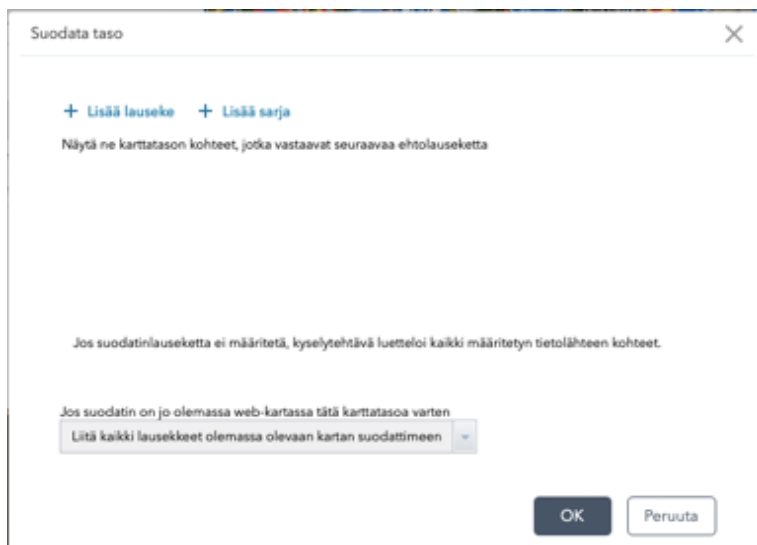 Suodata taso
+ Lisää lauseke + Lisää sarja
Näytä ne karttatason kohteet, jotka vastaavat seuraavaa ehtolauseketta
Jos suodatinlauseketta ei määritetä, kyselytehtävä luetteloi kaikki määritetyn tietolähteen kohteet.
Jos suodatin on jo olemassa web-kartassa tätä karttatasoa varten
Liitä kaikki lausekkeet olemassa olevaan kartan suodattimeen
OK Peruuta